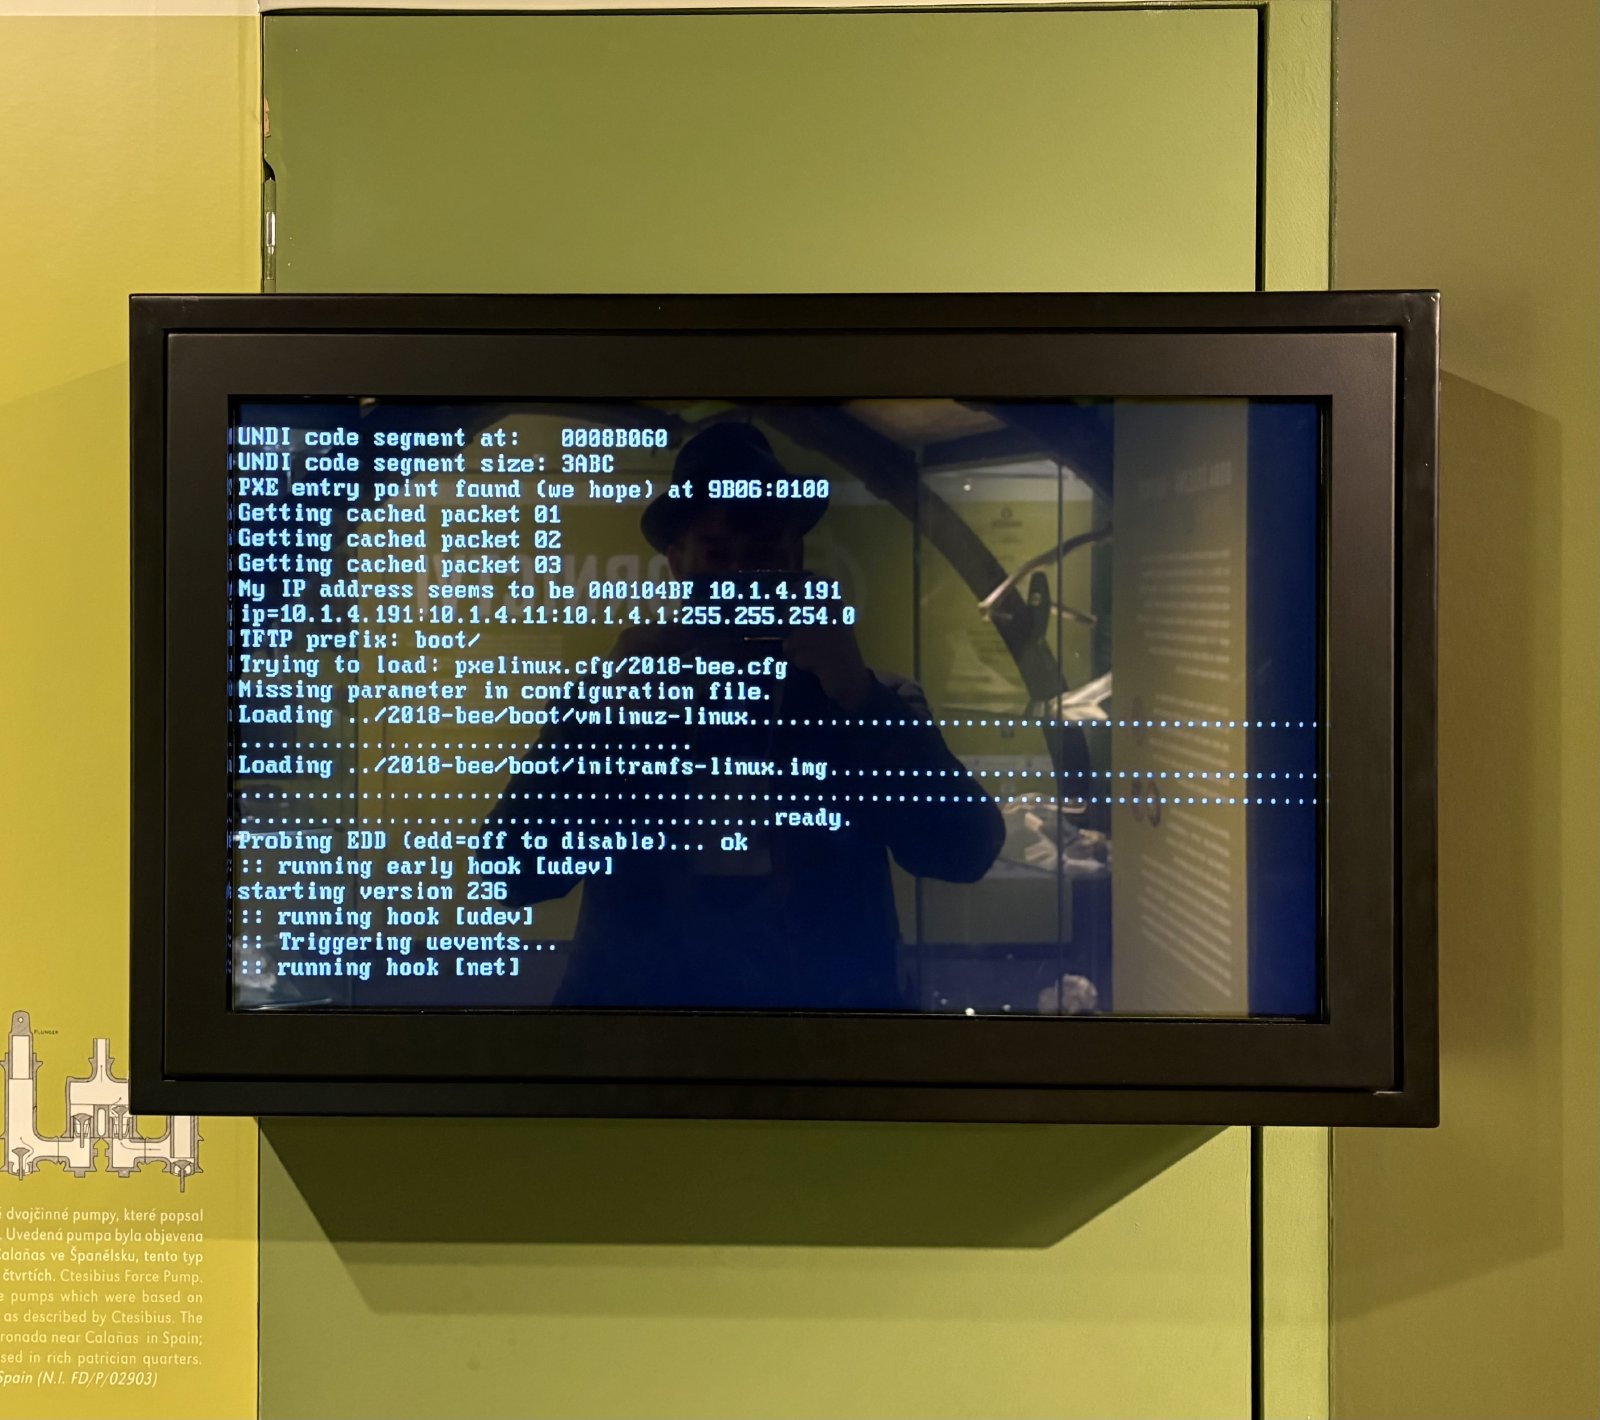 UNDI code segment at:   0008B060
UNDI code segment size: 3ABC
PXE entry point found (we hope) at 9B06:0100
Getting cached packet 01
Getting cached packet 02
Getting cached packet 03
My IP address seems to be 0A0104BF 10.1.4.191
ip=10.1.4.191:10.1.4.11:10.1.4.1:255.255.254.0
TFTP prefix: boot/
Trying to load: pxelinux.cfg/2018-bee.cfg
Missing parameter in configuration file.
Loading ../2018-bee/boot/vmlinuz-linux...........................................
..................................
Loading ../2018-bee/boot/initramfs-linux.img.....................................
.................................................................................
........................................ready.
Probing EDD (edd=off to disable)... ok
:: running early hook [udev]
starting version 236
:: running hook [udev]
:: Triggering uevents...
:: running hook [net]
PLUNGER
dvojčinné pumpy, které popsal
. Uvedená pumpa byla objevena
Calañas ve Španělsku, tento typ
čtvrtích. Ctesibius Force Pump.
pumps which were based on
as described by Ctesibius. The
ronada near Calañas in Spain;
sed in rich patrician quarters.
Spain (N.I. FD/P/02903)